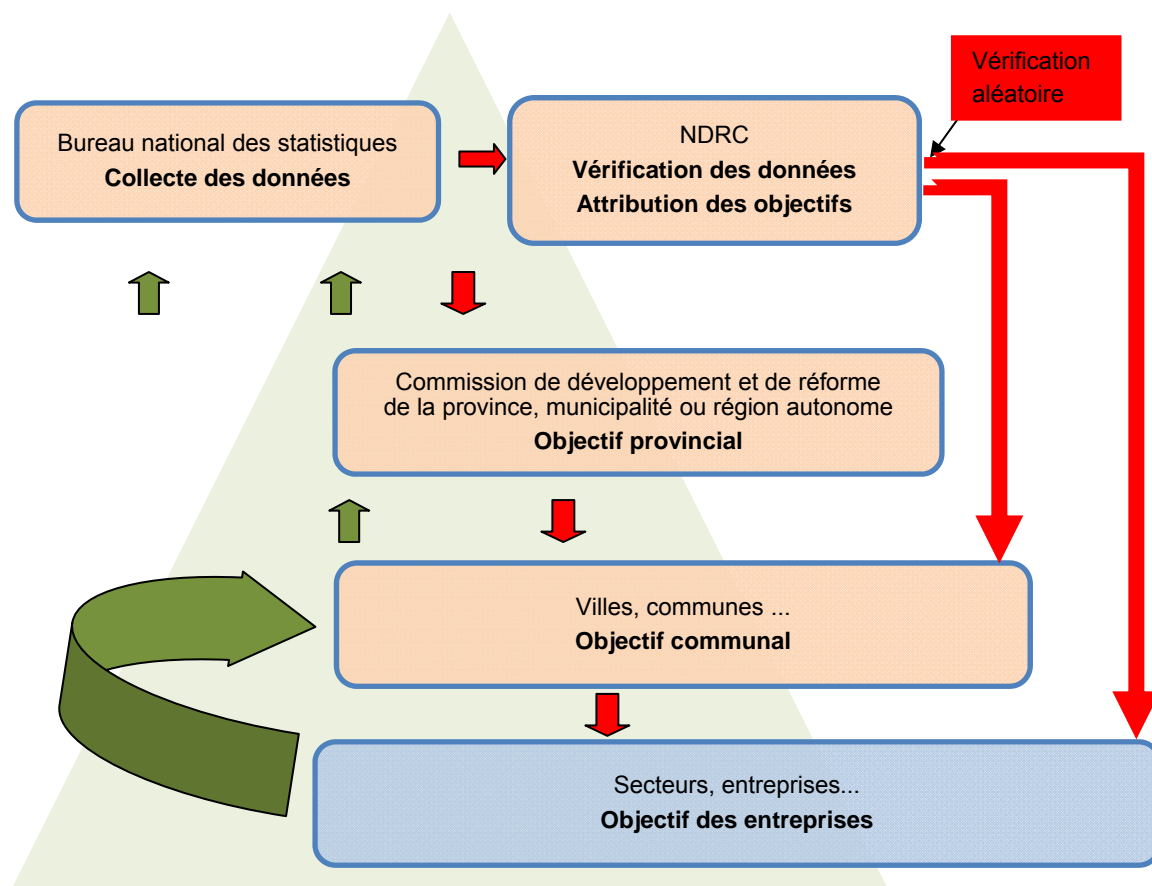 Vérification
aléatoire
Bureau national des statistiques
Collecte des données
NDRC
Vérification des données
Attribution des objectifs
Commission de développement et de réforme
de la province, municipalité ou région autonome
Objectif provincial
Villes, communes ...
Objectif communal
Secteurs, entreprises...
Objectif des entreprises